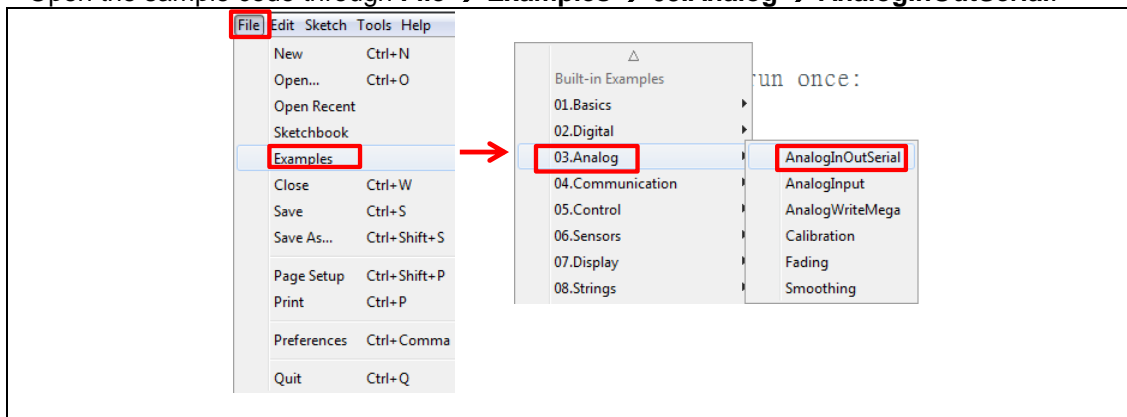 Open the sample code through File → Examples → 03.Analog → AnalogInOutSerial.
File Edit Sketch Tools Help
New Ctrl+N
Open... Ctrl+O
Open Recent
Sketchbook
Examples
Close Ctrl+W
Save Ctrl+S
Save As... Ctrl+Shift+S
Page Setup Ctrl+Shift+P
Print Ctrl+P
Preferences Ctrl+Comma
Quit Ctrl+Q
Built-in Examples
01.Basics
02.Digital
03.Analog
04.Communication
05.Control
06.Sensors
07.Display
08.Strings
run once:
AnalogInOutSerial
AnalogInput
AnalogWriteMega
Calibration
Fading
Smoothing